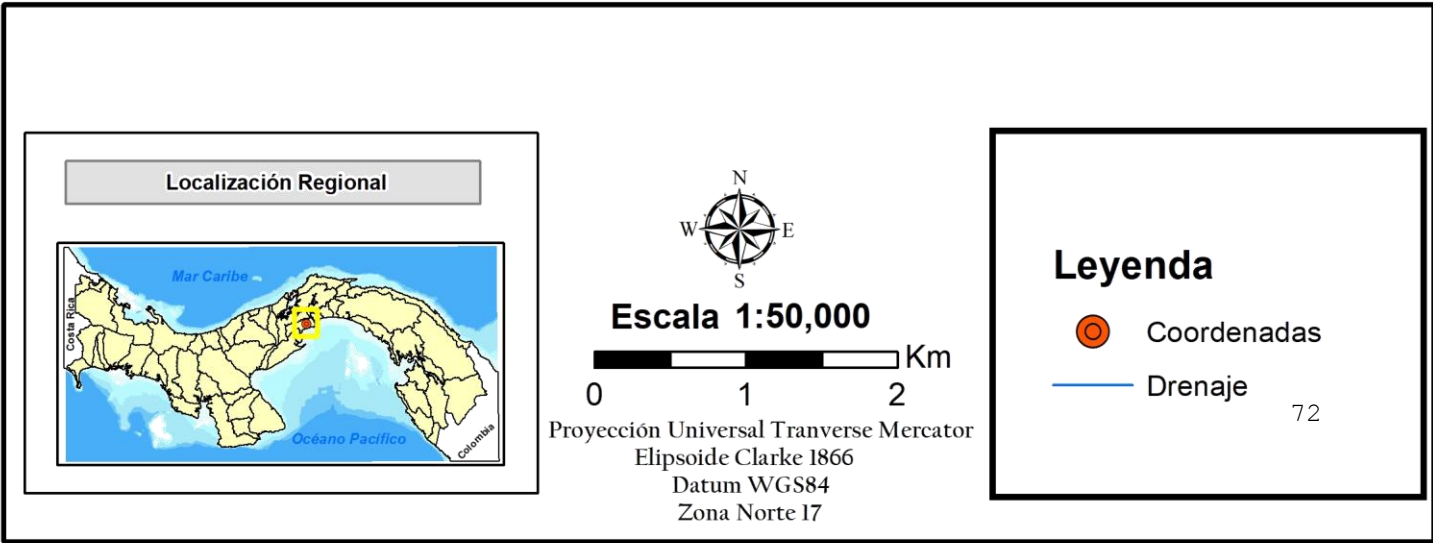 Localización Regional
Mar Caribe
Costa Rica
Océano Pacífico
Colombia
N
W E
S
Escala 1:50,000
Km
0 1 2
Proyección Universal Tranverse Mercator
Elipsoide Clarke 1866
Datum WGS84
Zona Norte 17
Leyenda
Coordenadas
Drenaje
72